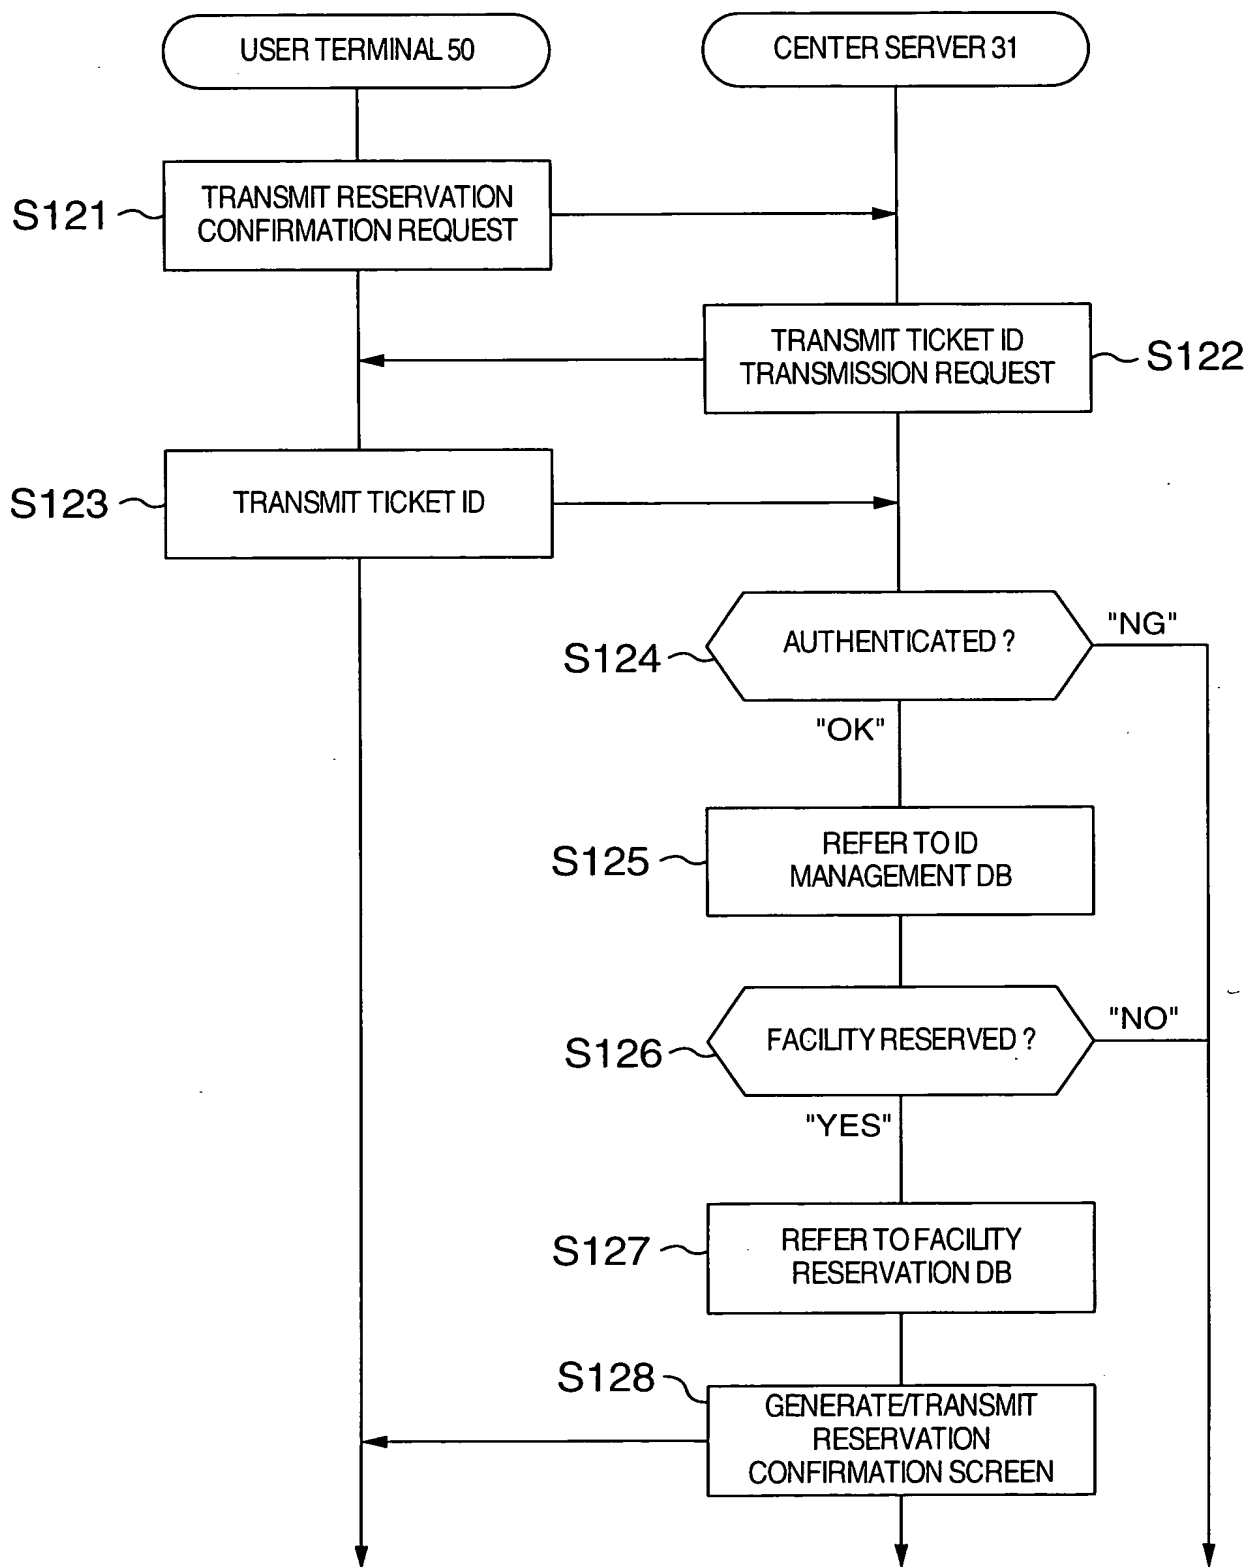 USER TERMINAL 50
CENTER SERVER 31
S121
TRANSMIT RESERVATION
CONFIRMATION REQUEST
TRANSMIT TICKET ID
TRANSMISSION REQUEST
S122
S123
TRANSMIT TICKET ID
S124
AUTHENTICATED ?
"NG"
"OK"
S125
REFER TO ID
MANAGEMENT DB
S126
FACILITY RESERVED ?
"NO"
"YES"
S127
REFER TO FACILITY
RESERVATION DB
S128
GENERATE/TRANSMIT
RESERVATION
CONFIRMATION SCREEN